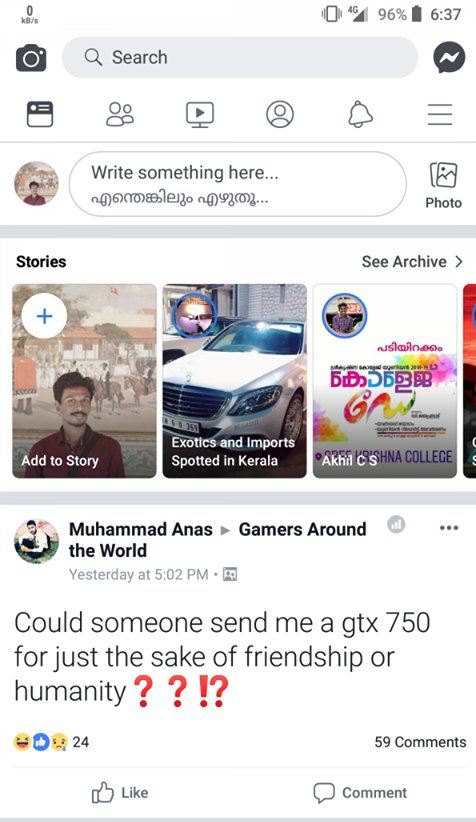 0
kB/s
4G
96%
6:37
Search
Write something here...
എന്തെങ്കിലും എഴുതൂ...
Photo
Stories
See Archive
Add to Story
Exotics and Imports
Spotted in Kerala
പടിയിറക്കം
കോളേജ്
ഡേ
SREE KRISHNA COLLEGE
Akhil C S
Muhammad Anas ▸ Gamers Around
the World
Yesterday at 5:02 PM •
Could someone send me a gtx 750
for just the sake of friendship or
humanity❓❓⁉️
24
59 Comments
Like
Comment